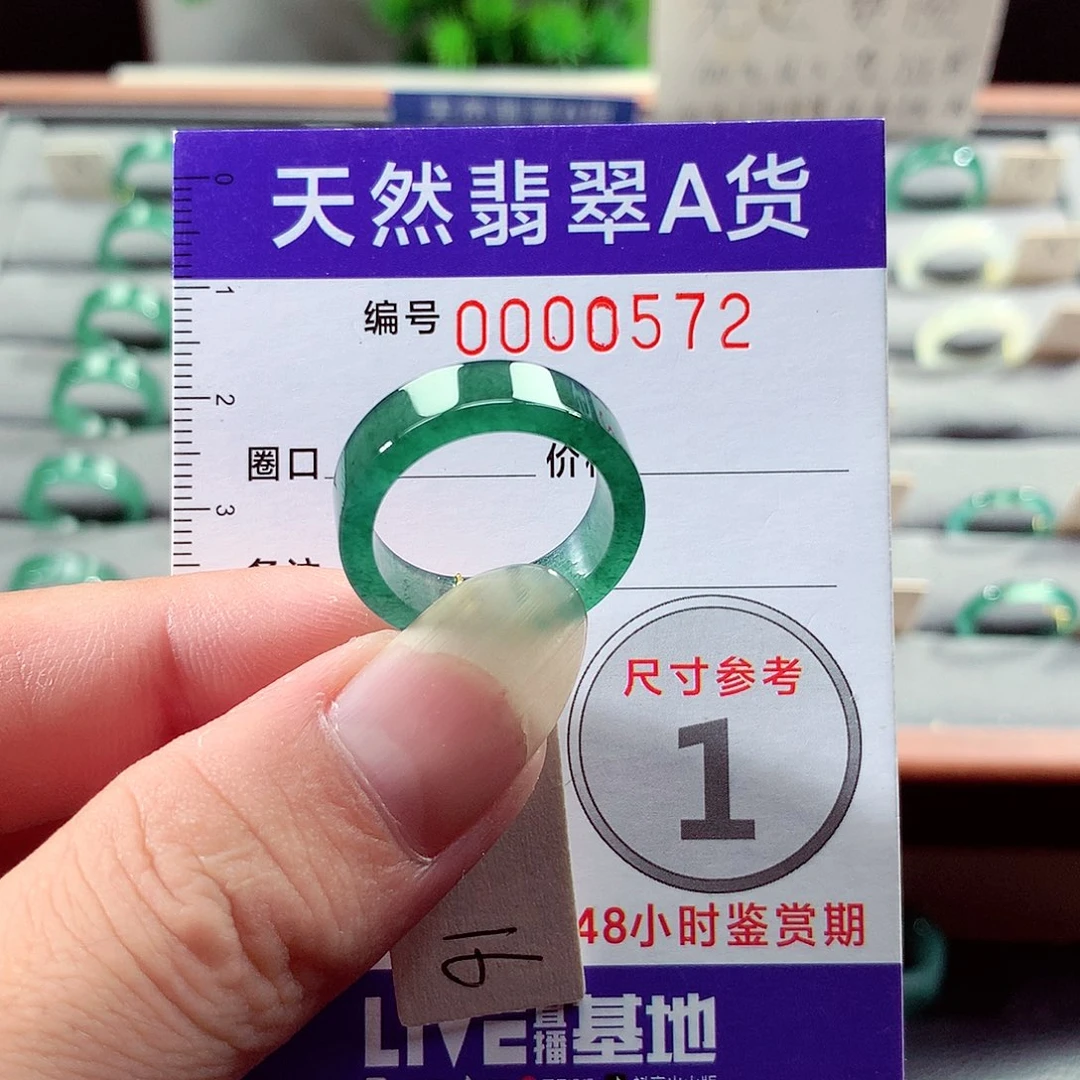 天然翡翠A货
编号 0000572
圈口 价
尺寸参考
1
48小时鉴赏期
LIVE直播基地
0
1
2
3